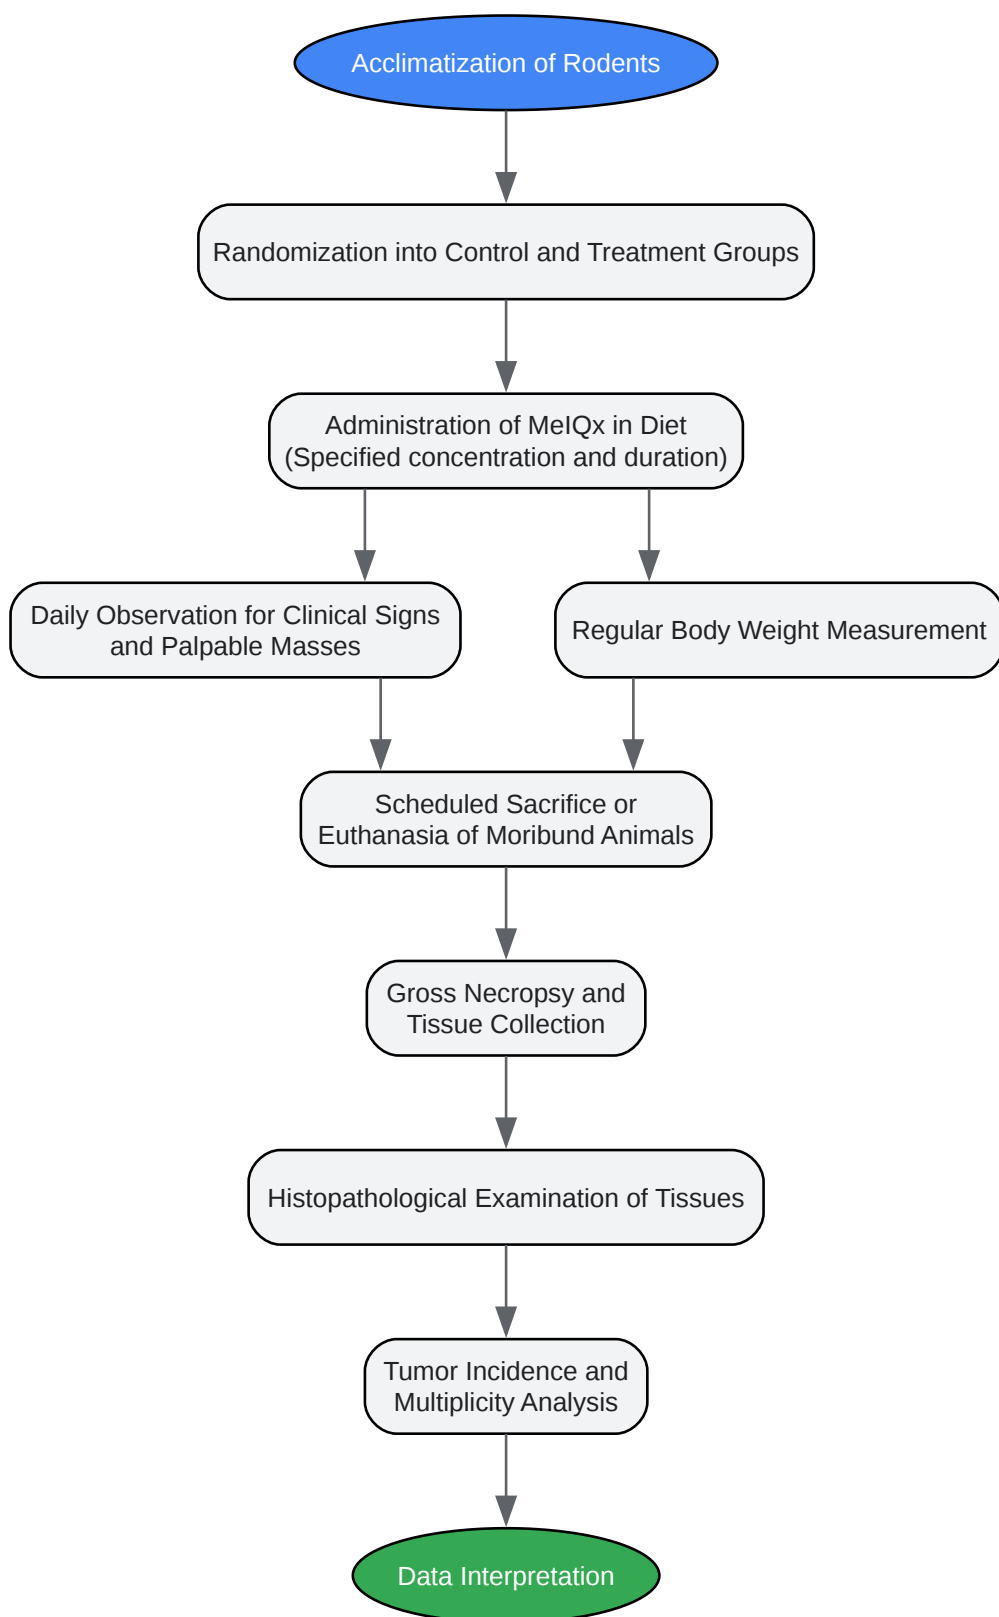 Acclimatization of Rodents
Randomization into Control and Treatment Groups
Administration of MeIQx in Diet
(Specified concentration and duration)
Daily Observation for Clinical Signs
and Palpable Masses
Regular Body Weight Measurement
Scheduled Sacrifice or
Euthanasia of Moribund Animals
Gross Necropsy and
Tissue Collection
Histopathological Examination of Tissues
Tumor Incidence and
Multiplicity Analysis
Data Interpretation